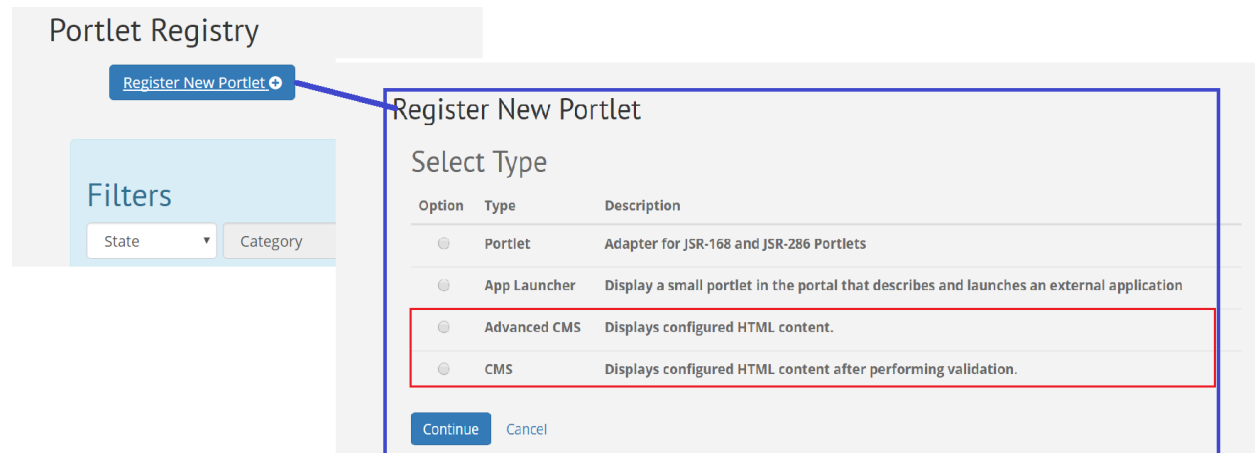 Portlet Registry
Register New Portlet
Filters
State
Category
Register New Portlet
Select Type
Option Type Description
Portlet Adapter for JSR-168 and JSR-286 Portlets
App Launcher Display a small portlet in the portal that describes and launches an external application
Advanced CMS Displays configured HTML content.
CMS Displays configured HTML content after performing validation.
Continue Cancel